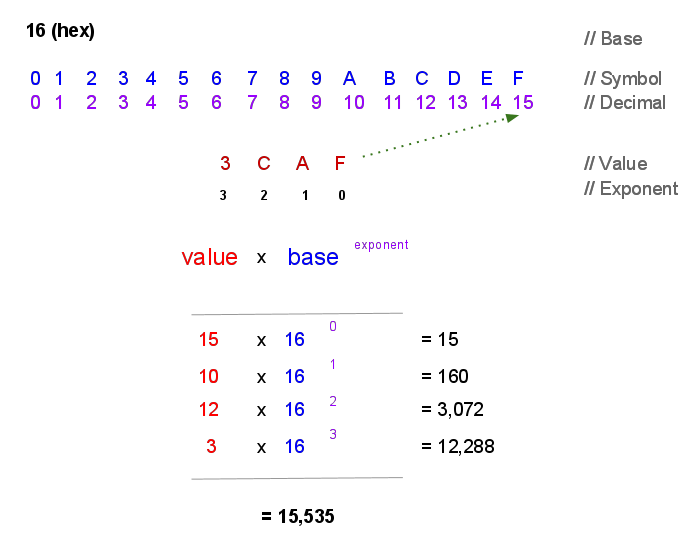 16 (hex) // Base
0 1 2 3 4 5 6 7 8 9 A B C D E F // Symbol
0 1 2 3 4 5 6 7 8 9 10 11 12 13 14 15 // Decimal
3 C A F // Value
3 2 1 0 // Exponent
value x base exponent
15 x 16 0 = 15
10 x 16 1 = 160
12 x 16 2 = 3,072
3 x 16 3 = 12,288
= 15,535